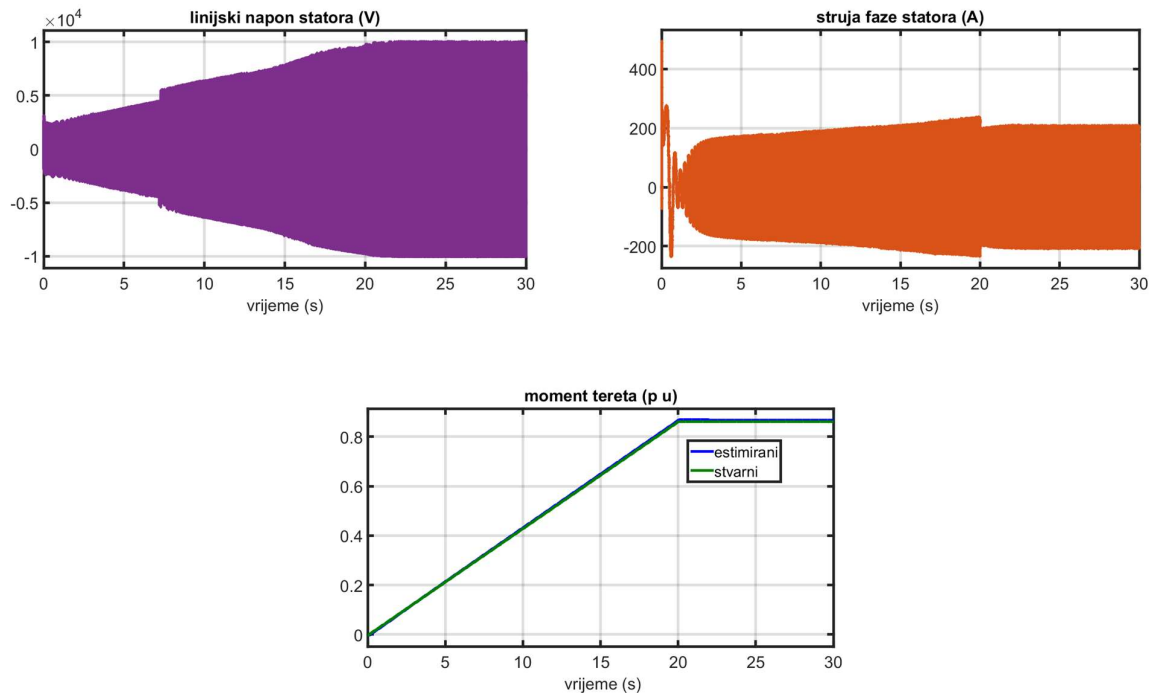 linijski napon statora (V)
×10⁴
1
0.5
0
-0.5
-1
0 5 10 15 20 25 30
vrijeme (s)
struja faze statora (A)
400
200
0
-200
0 5 10 15 20 25 30
vrijeme (s)
moment tereta (p u)
0.8
0.6
0.4
0.2
0
estimirani
stvarni
0 5 10 15 20 25 30
vrijeme (s)